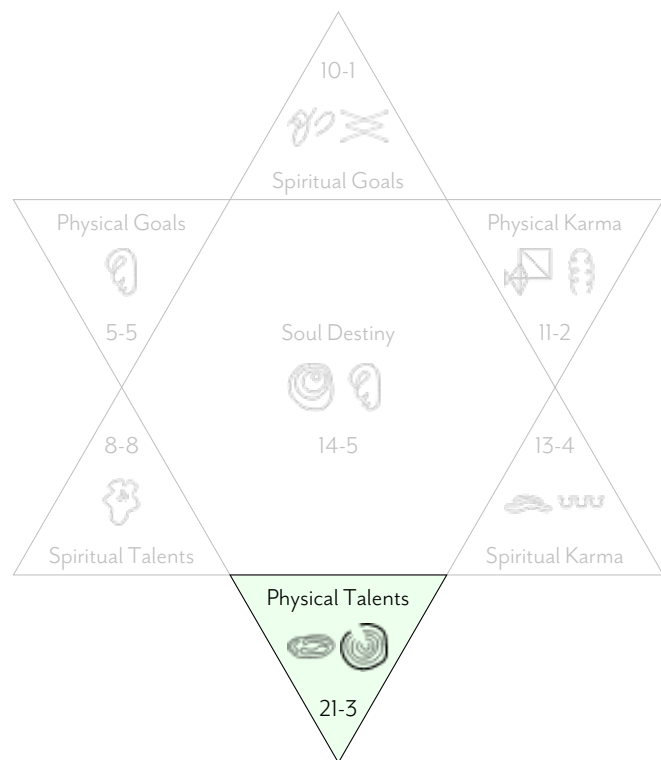 10-1
Spiritual Goals
Physical Goals
5-5
Physical Karma
11-2
Soul Destiny
14-5
8-8
Spiritual Talents
13-4
Spiritual Karma
Physical Talents
21-3